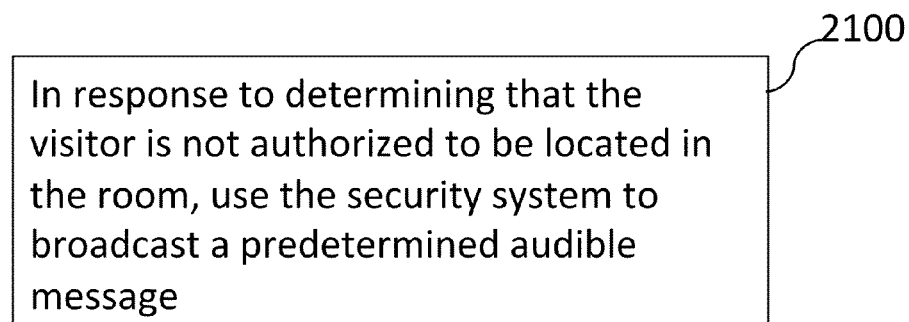 2100
In response to determining that the
visitor is not authorized to be located in
the room, use the security system to
broadcast a predetermined audible
message